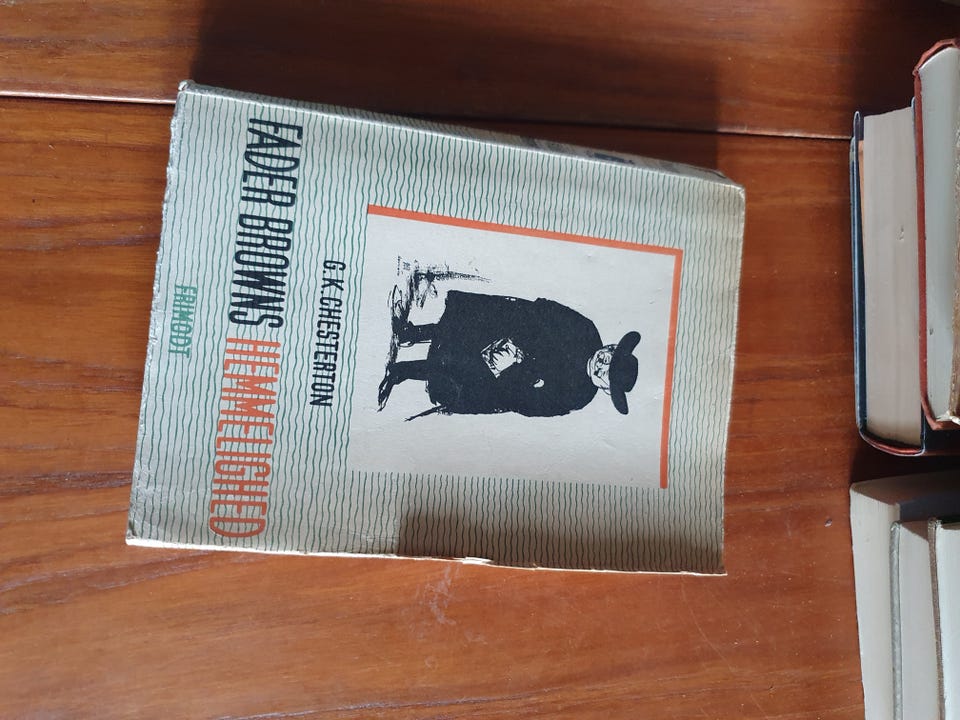 G.K. CHESTERTON
FADER BROWNS HEMMELIGHED
FRIMODT